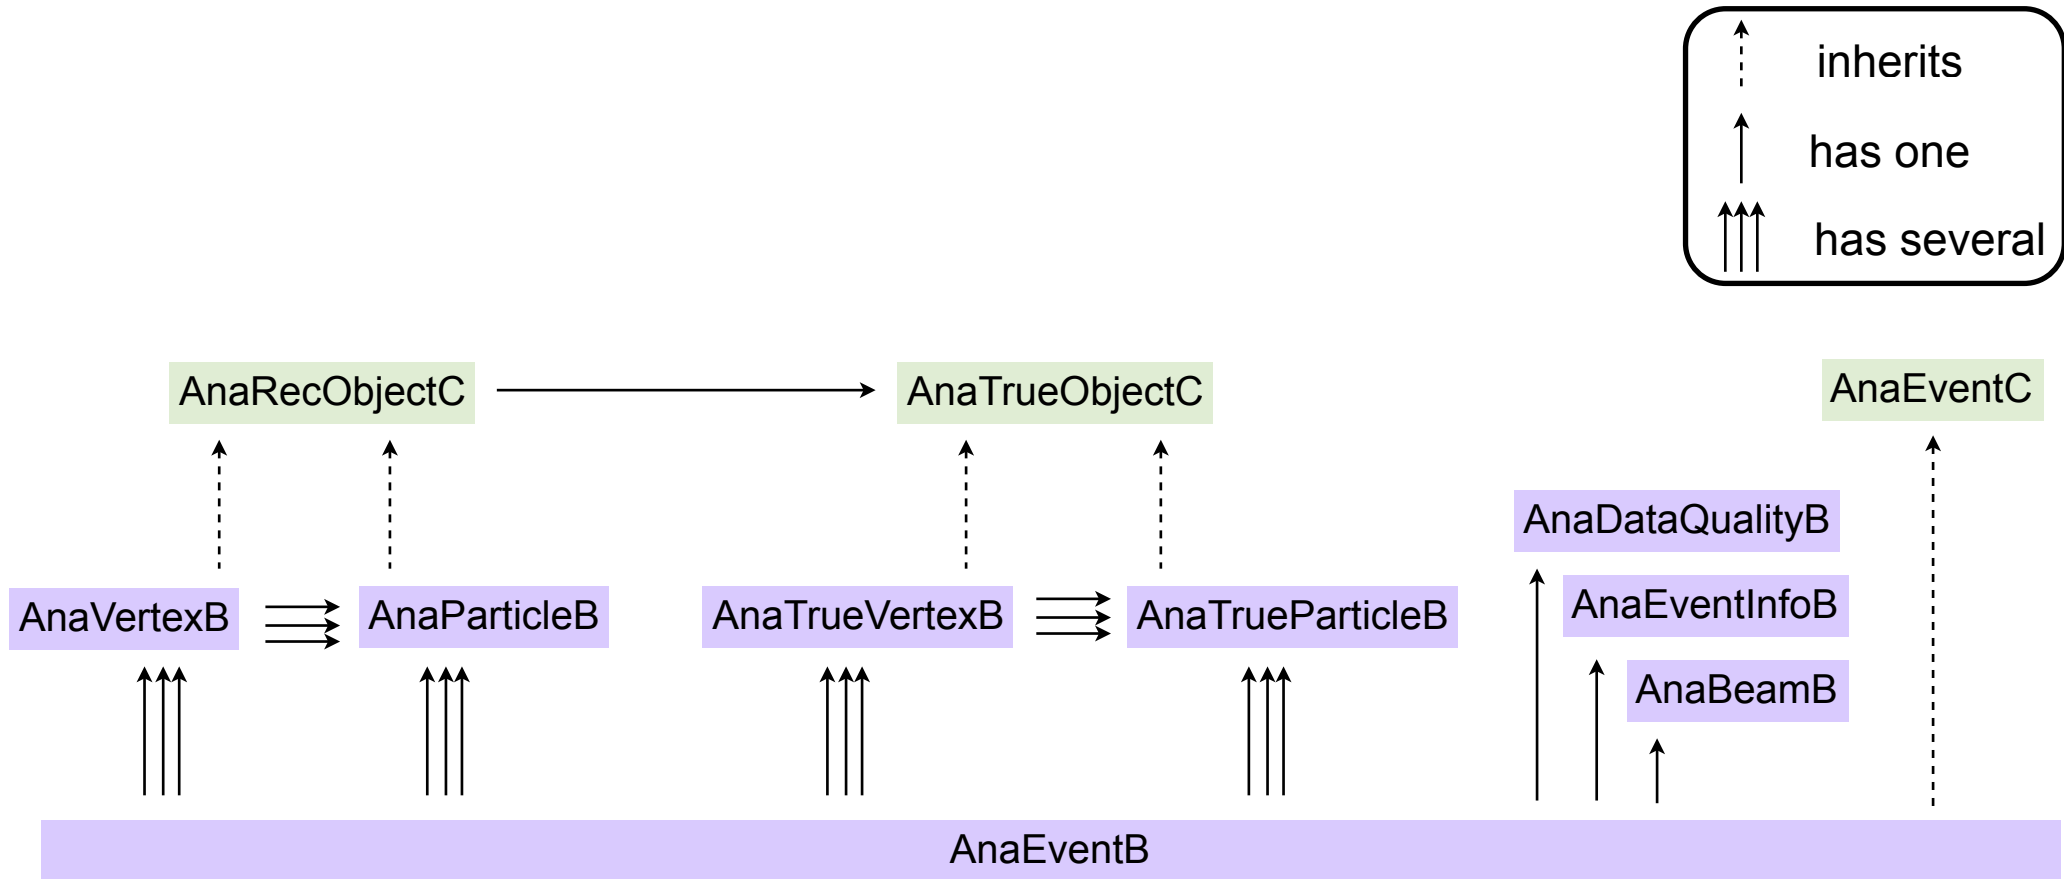 inherits
has one
has several
AnaRecObjectC
AnaTrueObjectC
AnaEventC
AnaDataQualityB
AnaVertexB
AnaParticleB
AnaTrueVertexB
AnaTrueParticleB
AnaEventInfoB
AnaBeamB
AnaEventB